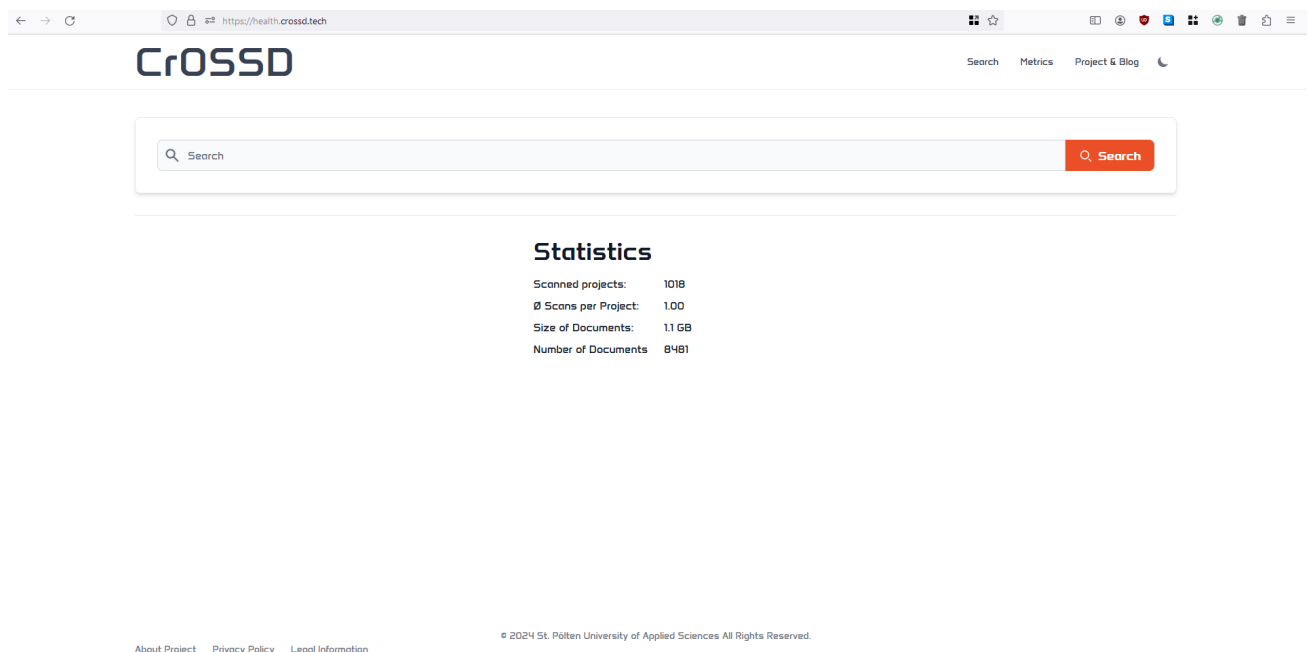 https://health.crossd.tech
CrOSSD
Search Metrics Project & Blog
Search Search
Statistics
Scanned projects: 1018
Ø Scans per Project: 1.00
Size of Documents: 1.1 GB
Number of Documents 8481
© 2024 St. Pölten University of Applied Sciences All Rights Reserved.
About Project Privacy Policy Legal Information